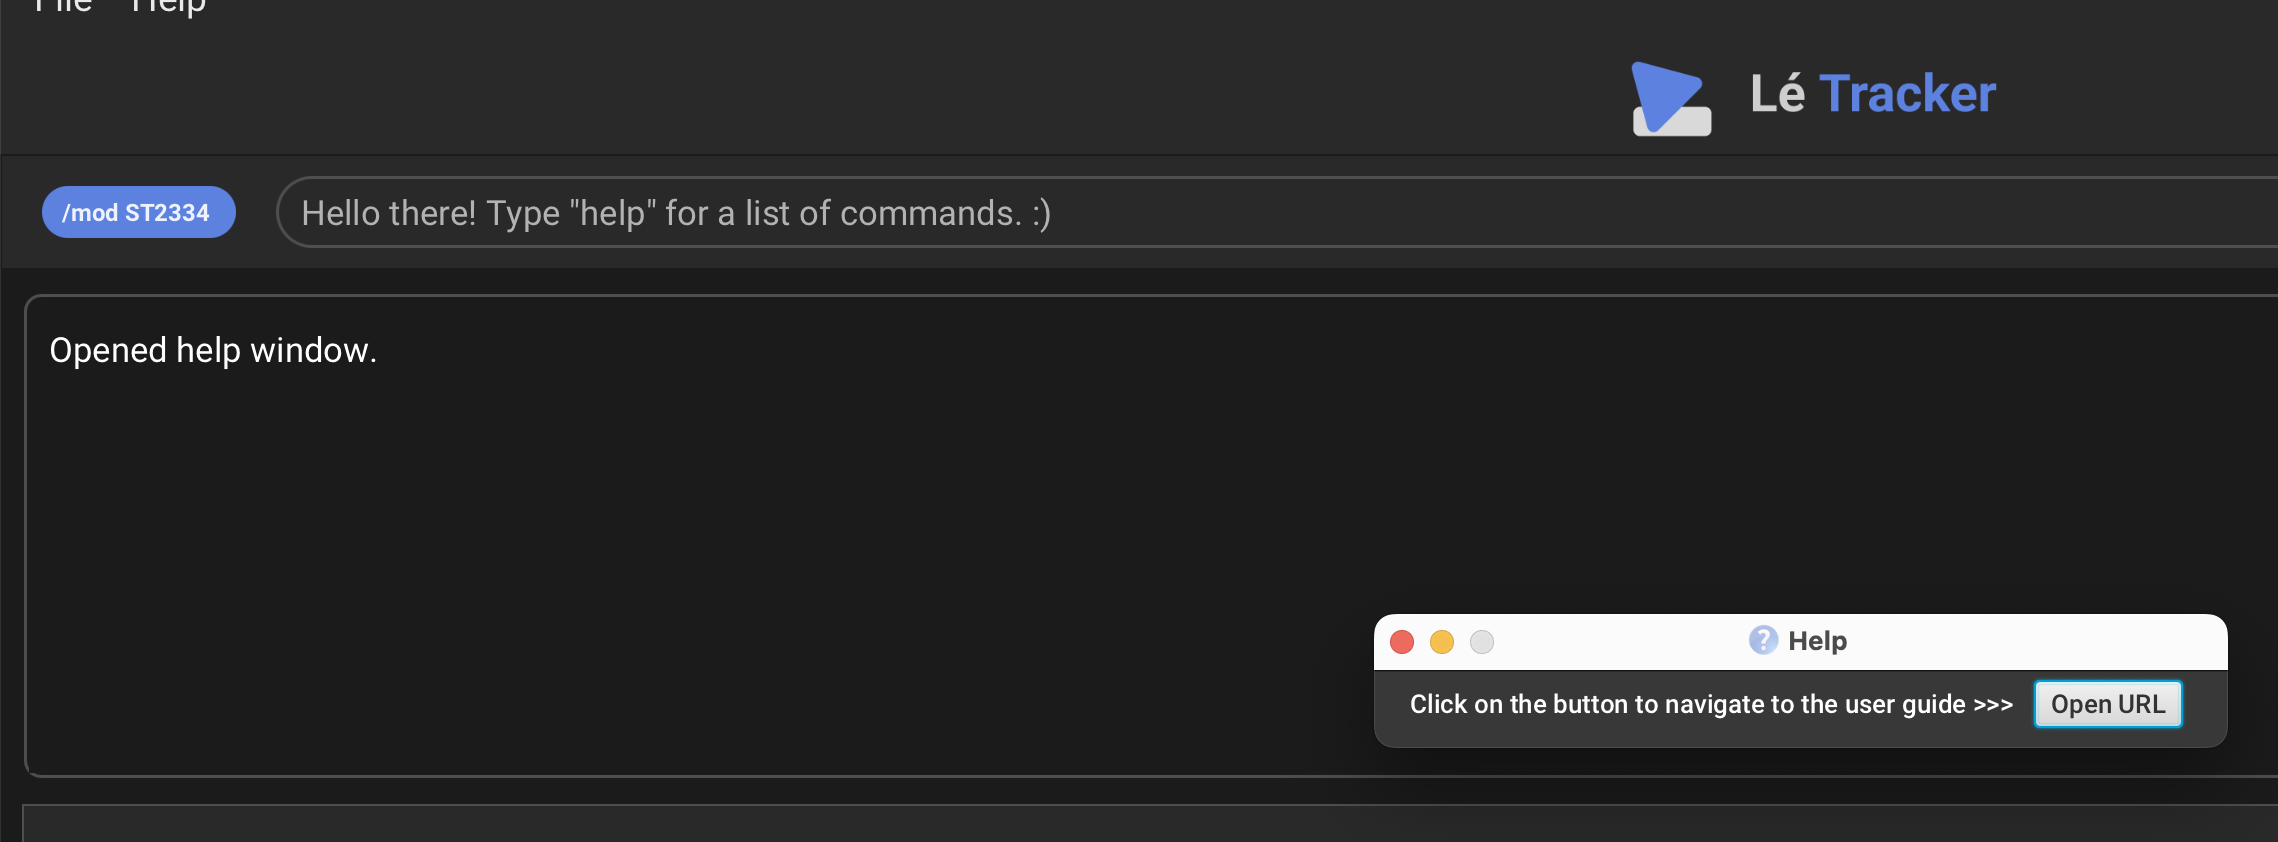 File Help
Lé Tracker
/mod ST2334
Hello there! Type "help" for a list of commands. :)
Opened help window.
? Help
Click on the button to navigate to the user guide >>> Open URL